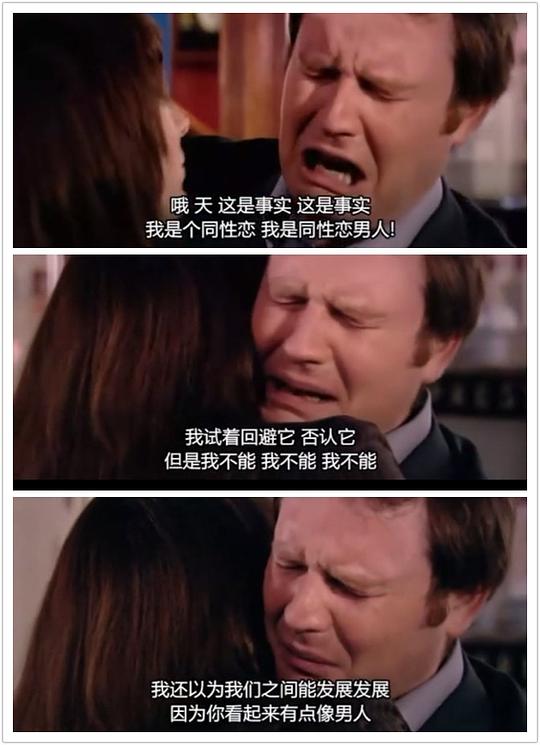 哦 天 这是事实 这是事实
我是个同性恋 我是同性恋男人!
我试着回避它 否认它
但是我不能 我不能 我不能
我还以为我们之间能发展发展
因为你看起来有点像男人